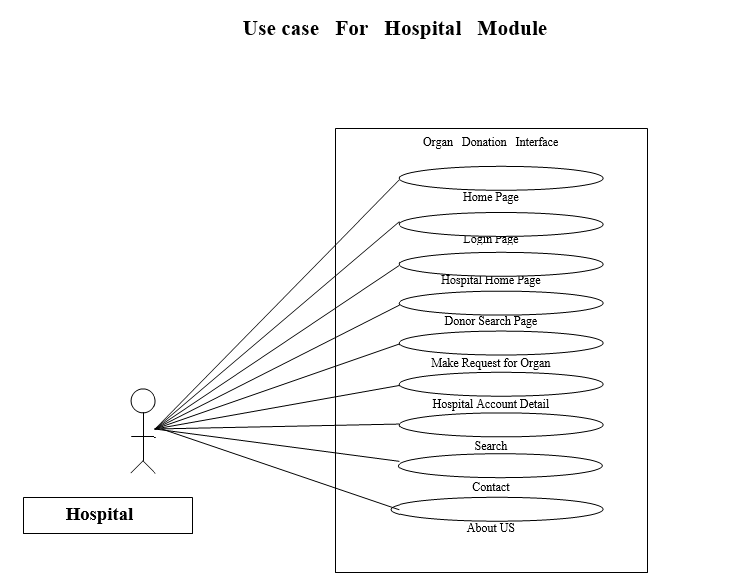 Use case For Hospital Module
Organ Donation Interface
Home Page
Login Page
Hospital Home Page
Donor Search Page
Make Request for Organ
Hospital Account Detail
Search
Contact
About US
Hospital